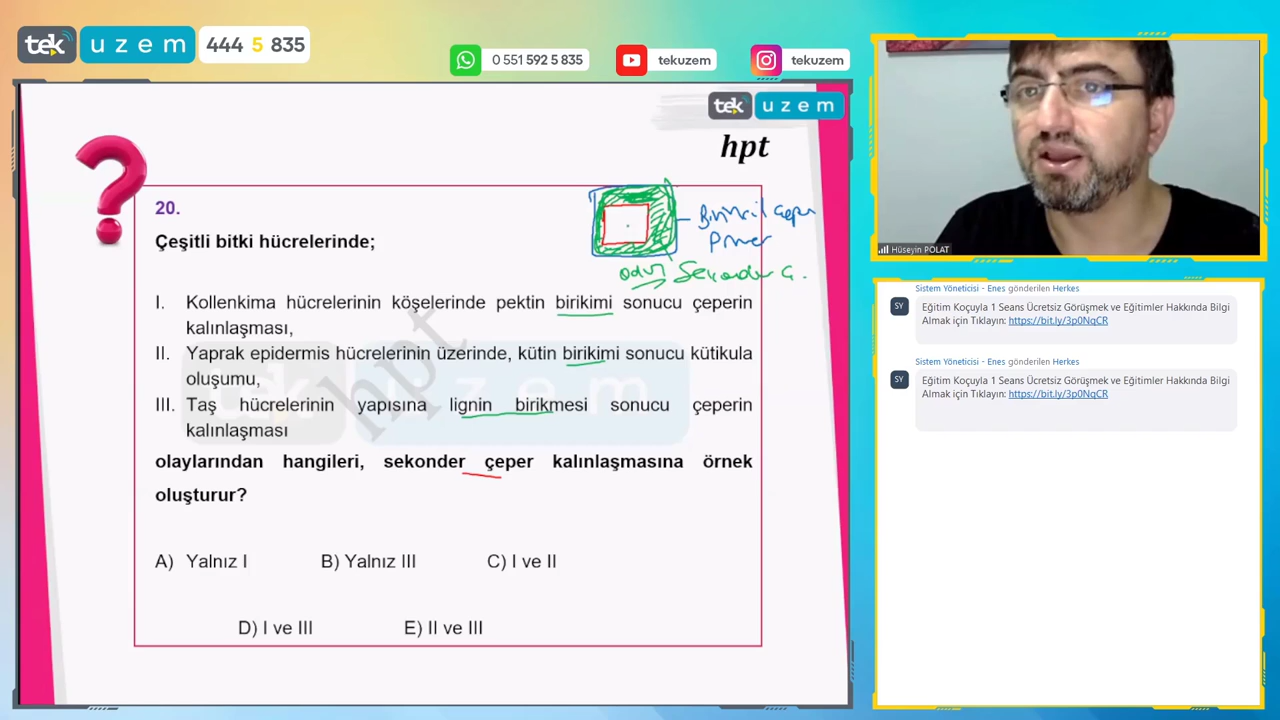 tek uzem 444 5 835
0 551 592 5 835
tekuzem
tekuzem
tek uzem
hpt
20.
Çeşitli bitki hücrelerinde;
Birincil çeper
Primer
odun Sekonder Ç.
I. Kollenkima hücrerinin köşelerinde pektin birikimi sonucu çeperin
kalınlaşması,
II. Yaprak epidermis hücrelerinin üzerinde, kütin birikimi sonucu kütikula
oluşumu,
III. Taş hücrelerinin yapısına lignin birikmesi sonucu çeperin
kalınlaşması
olaylarından hangileri, sekonder çeper kalınlaşmasına örnek
oluşturur?
A) Yalnız I B) Yalnız III C) I ve II
D) I ve III E) II ve III
hpt
tek uzem
Hüseyin POLAT
Sistem Yöneticisi - Enes gönderilen Herkes
SY
Eğitim Koçuyla 1 Seans Ücretsiz Görüşmek ve Eğitimler Hakkında Bilgi
Almak için Tıklayın: https://bit.ly/3p0NqCR
Sistem Yöneticisi - Enes gönderilen Herkes
SY
Eğitim Koçuyla 1 Seans Ücretsiz Görüşmek ve Eğitimler Hakkında Bilgi
Almak için Tıklayın: https://bit.ly/3p0NqCR